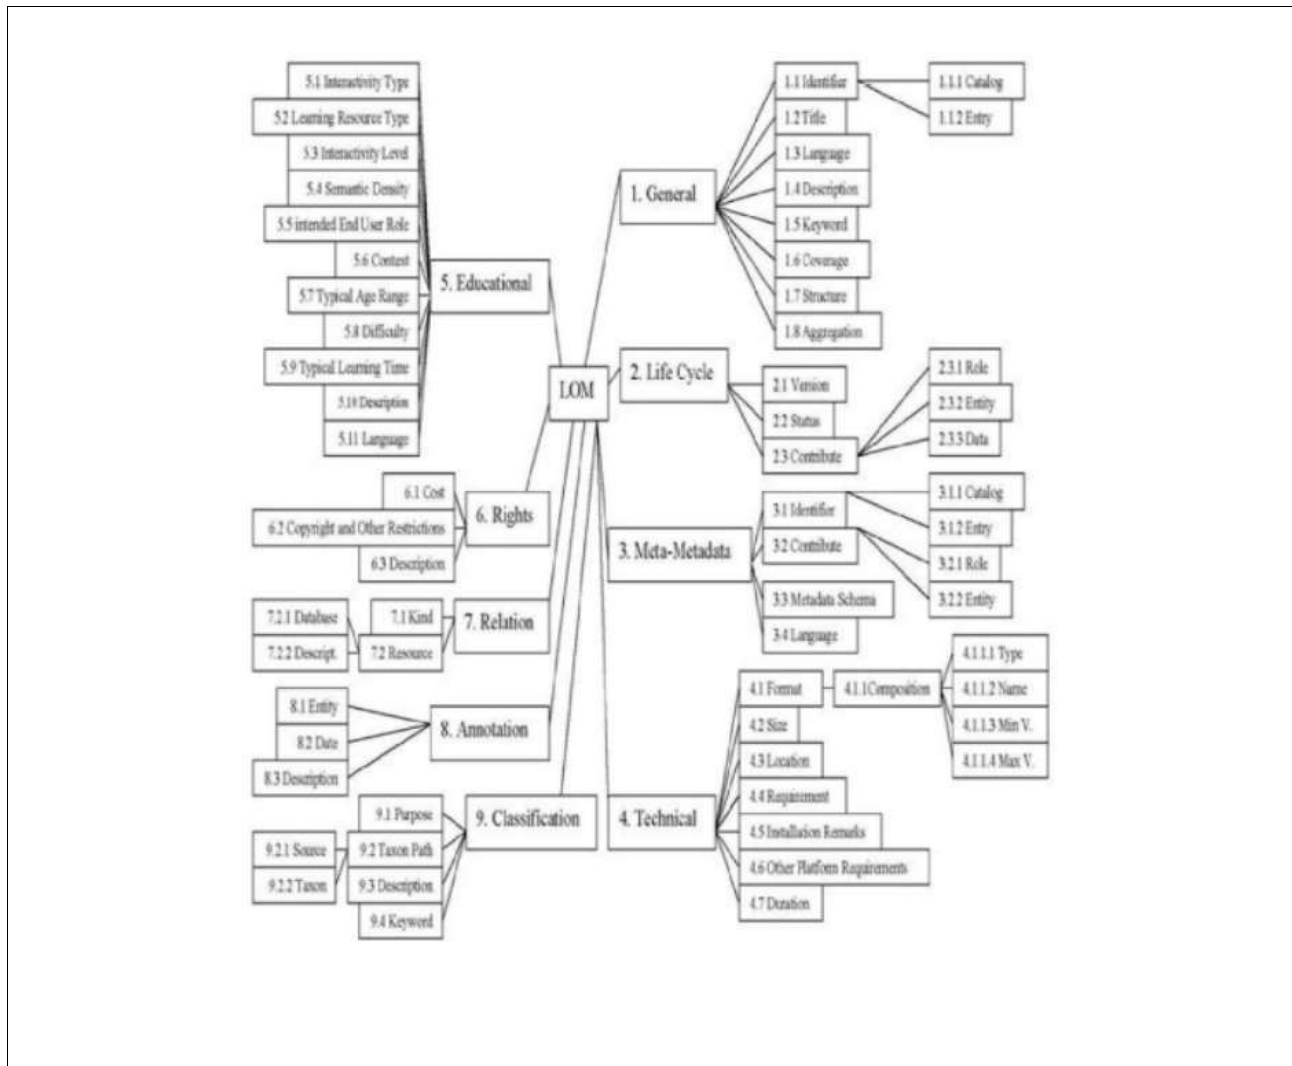 LOM
1. General
1.1 Identifier
1.1.1 Catalog
1.1.2 Entry
1.2 Title
1.3 Language
1.4 Description
1.5 Keyword
1.6 Coverage
1.7 Structure
1.8 Aggregation
2. Life Cycle
2.1 Version
2.2 Status
2.3 Contribute
2.3.1 Role
2.3.2 Entity
2.3.3 Data
3. Meta-Metadata
3.1 Identifier
3.1.1 Catalog
3.1.2 Entry
3.2 Contribute
3.2.1 Role
3.2.2 Entity
3.3 Metadata Schema
3.4 Language
4. Technical
4.1 Format
4.1.1Composition
4.1.1.1 Type
4.1.1.2 Name
4.1.1.3 Min V.
4.1.1.4 Max V.
4.2 Size
4.3 Location
4.4 Requirement
4.5 Installation Remarks
4.6 Other Platform Requirements
4.7 Duration
5. Educational
5.1 Interactivity Type
5.2 Learning Resource Type
5.3 Interactivity Level
5.4 Semantic Density
5.5 intended End User Role
5.6 Contest
5.7 Typical Age Range
5.8 Difficulty
5.9 Typical Learning Time
5.10 Description
5.11 Language
6. Rights
6.1 Cost
6.2 Copyright and Other Restrictions
6.3 Description
7. Relation
7.1 Kind
7.2 Resource
7.2.1 Database
7.2.2 Descript.
8. Annotation
8.1 Entity
8.2 Date
8.3 Description
9. Classification
9.1 Purpose
9.2 Taxon Path
9.2.1 Source
9.2.2 Taxon
9.3 Description
9.4 Keyword